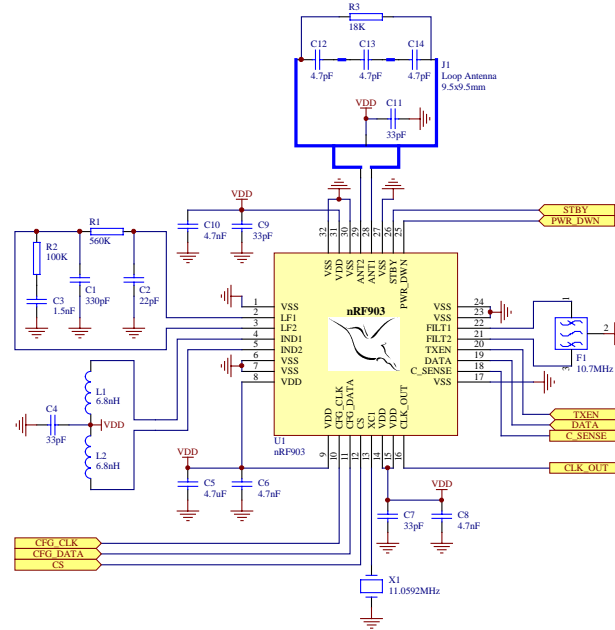 R3
18K
C12
C13
C14
4.7pF
4.7pF
4.7pF
J1
Loop Antenna
9.5x9.5mm
VDD
C11
33pF
VDD
C10
4.7nF
C9
33pF
STBY
PWR_DWN
R1
560K
R2
100K
C3
1.5nF
C1
330pF
C2
22pF
32
31
30
29
28
27
26
25
VSS
VDD
VSS
ANT2
ANT1
VSS
STBY
PWR_DWN
nRF903
1
VSS
2
LF1
3
LF2
4
IND1
5
IND2
6
VSS
7
VSS
8
VDD
VSS
24
VSS
23
FILT1
22
FILT2
21
TXEN
20
DATA
19
C_SENSE
18
VSS
17
1
2
3
F1
10.7MHz
L1
6.8nH
C4
33pF
VDD
L2
6.8nH
TXEN
DATA
C_SENSE
CLK_OUT
VDD
CFG_CLK
CFG_DATA
CS
XC1
VDD
VDD
CLK_OUT
U1
nRF903
9
10
11
12
13
14
15
16
VDD
C5
4.7uF
C6
4.7nF
VDD
C7
33pF
C8
4.7nF
CFG_CLK
CFG_DATA
CS
X1
11.0592MHz